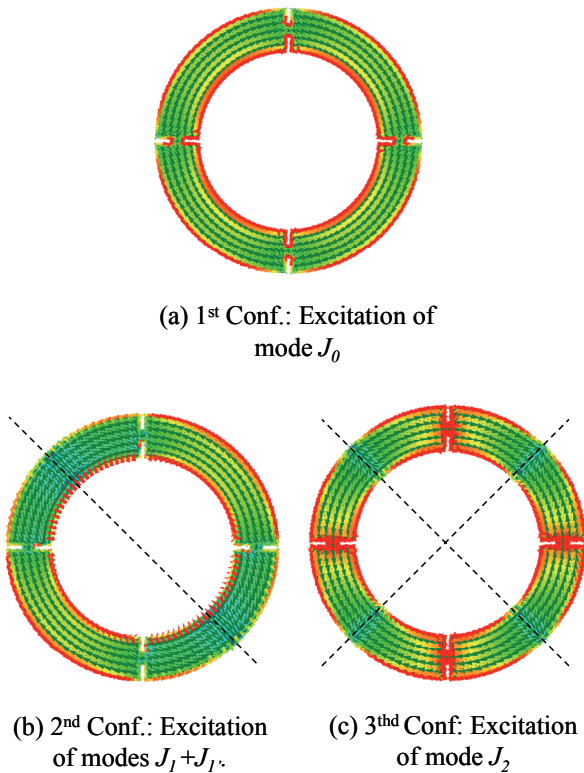 (a) 1st Conf.: Excitation of
mode J0
(b) 2nd Conf.: Excitation
of modes J1+J1'.
(c) 3thd Conf: Excitation
of mode J2